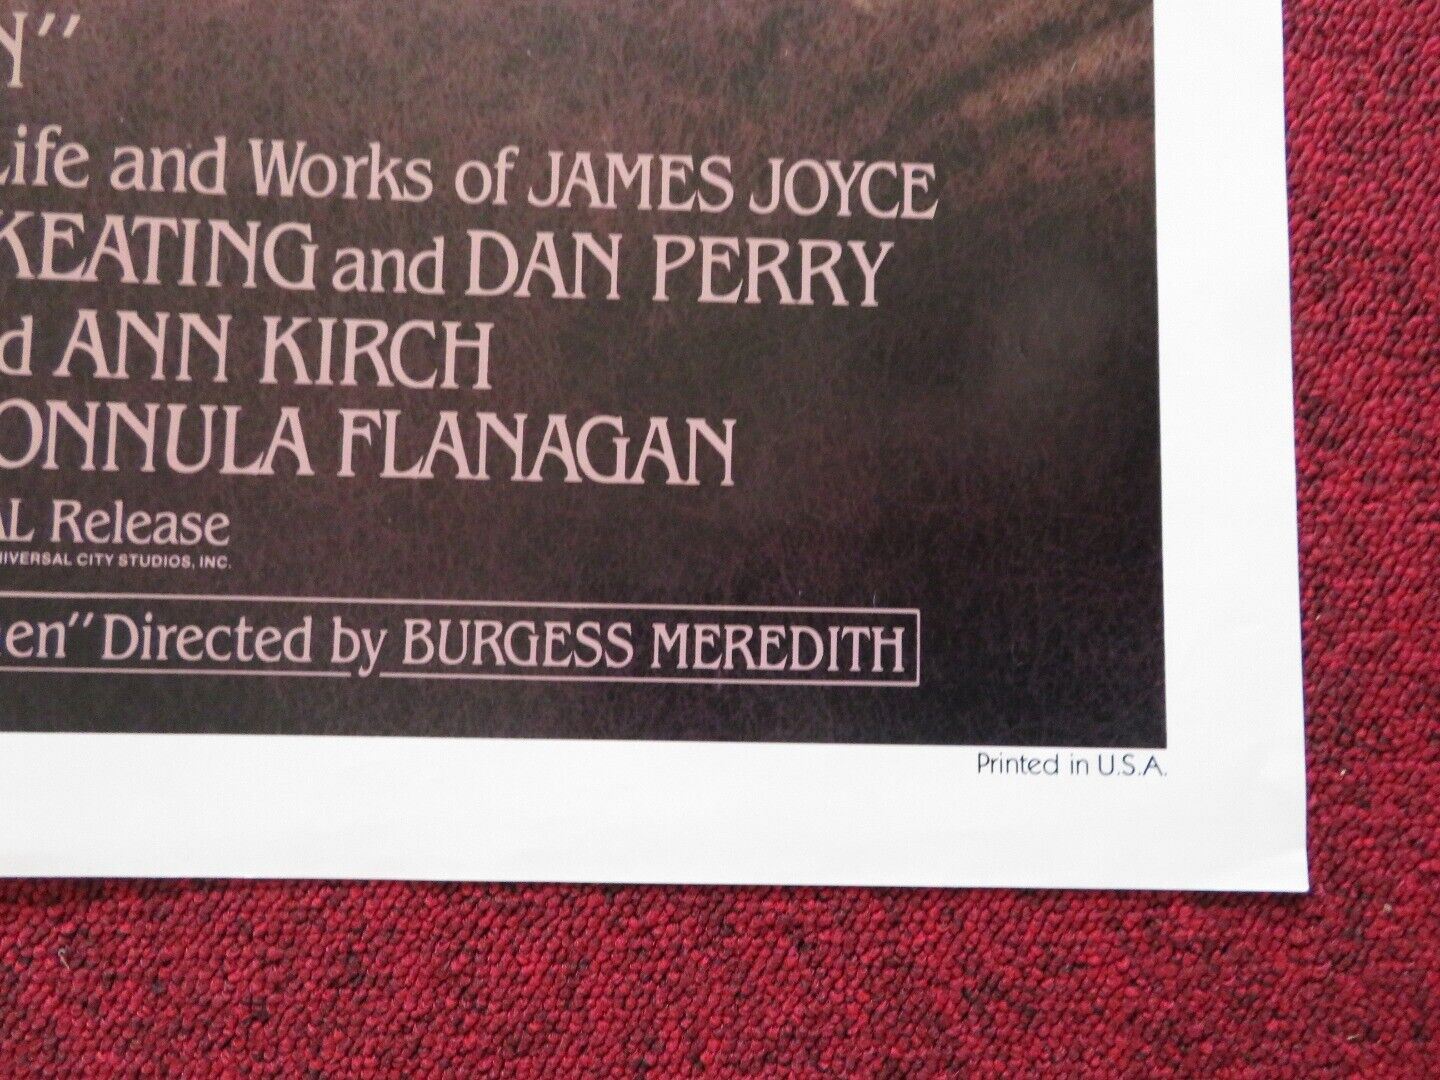 N"
Life and Works of JAMES JOYCE
KEATING and DAN PERRY
ANN KIRCH
ONNULA FLANAGAN
AL Release
IVERSAL CITY STUDIOS, INC.
en" Directed by BURGESS MEREDITH
Printed in U.S.A.